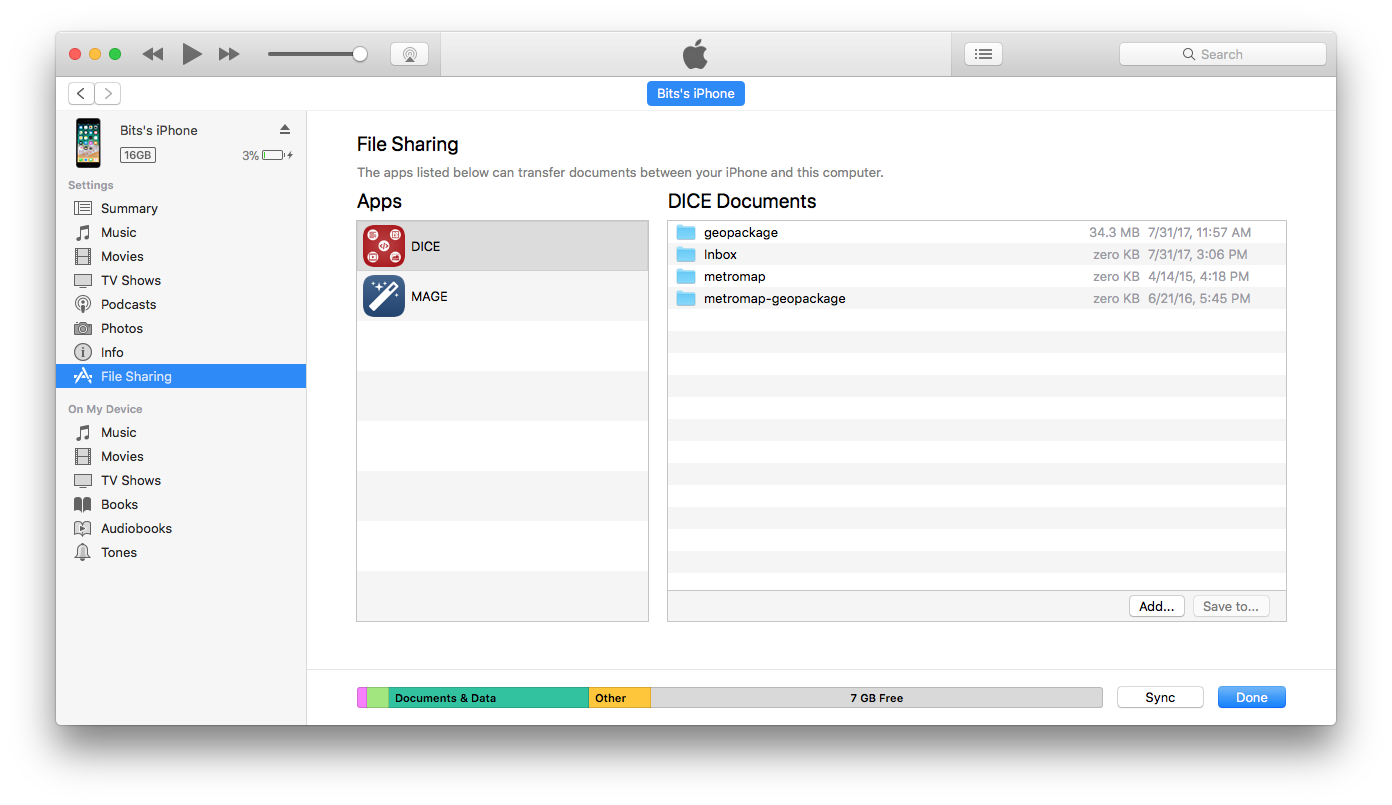 Search
Bits's iPhone
Bits's iPhone
16GB
3%
Settings
Summary
Music
Movies
TV Shows
Podcasts
Photos
Info
File Sharing
On My Device
Music
Movies
TV Shows
Books
Audiobooks
Tones
File Sharing
The apps listed below can transfer documents between your iPhone and this computer.
Apps
DICE
MAGE
DICE Documents
geopackage 34.3 MB 7/31/17, 11:57 AM
Inbox zero KB 7/31/17, 3:06 PM
metromap zero KB 4/14/15, 4:18 PM
metromap-geopackage zero KB 6/21/16, 5:45 PM
Add... Save to...
Documents & Data Other 7 GB Free Sync Done